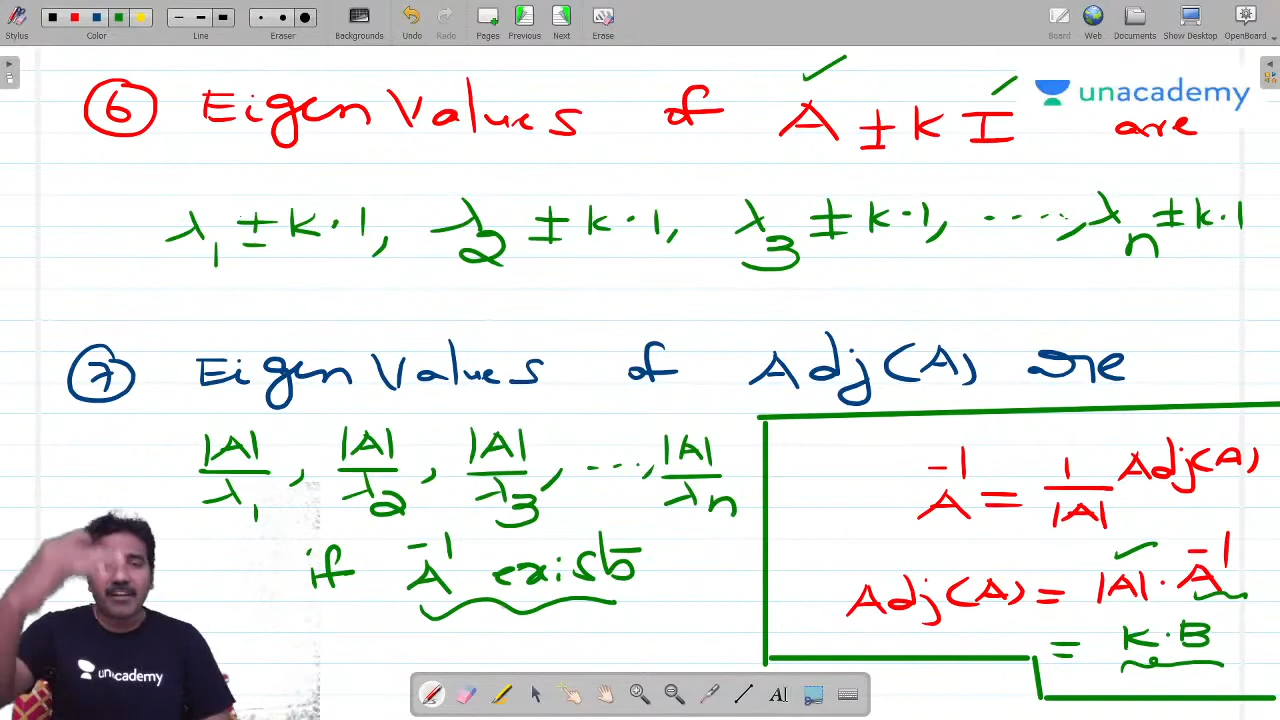 Stylus Color Line Eraser Backgrounds Undo Redo Pages Previous Next Erase Board Web Documents Show Desktop OpenBoard
unacademy
⑥ Eigen Values of A ± K I are
λ₁ ± K·1, λ₂ ± K·1, λ₃ ± K·1, ....., λn ± K·1
⑦ Eigen Values of Adj(A) are
|A|/λ₁, |A|/λ₂, |A|/λ₃, ...., |A|/λn
if A⁻¹ exists
A⁻¹ = 1/|A| Adj(A)
Adj(A) = |A|·A⁻¹
= K·B
unacademy